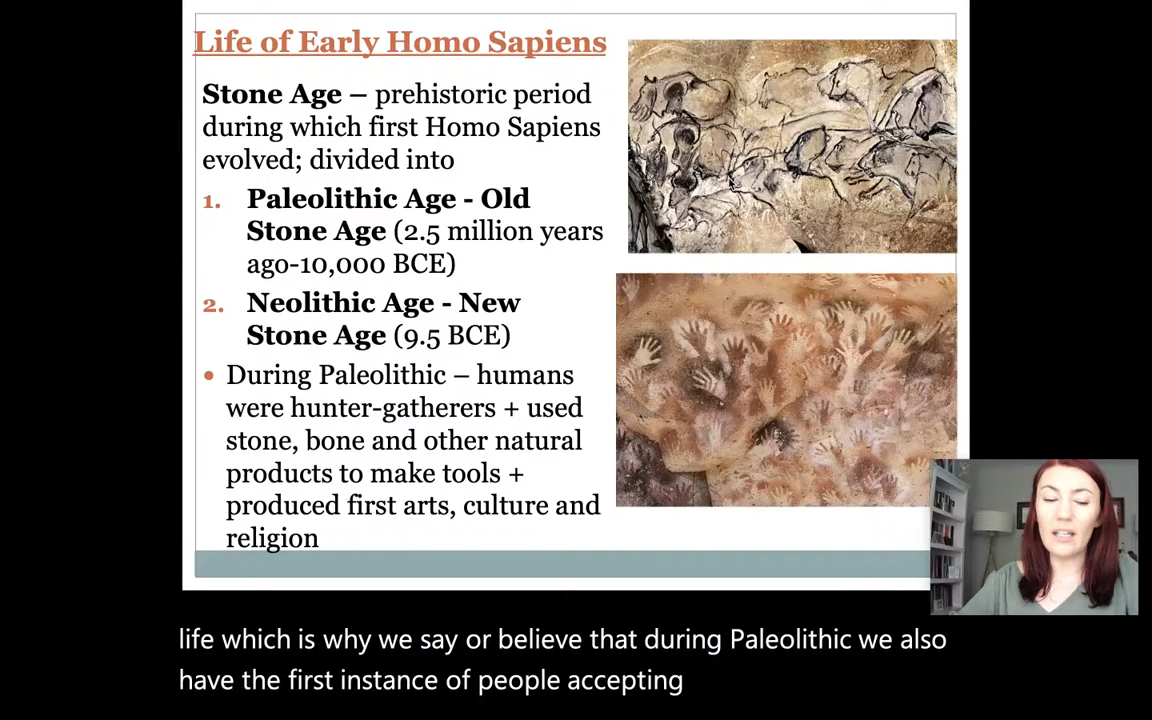 Life of Early Homo Sapiens
Stone Age – prehistoric period
during which first Homo Sapiens
evolved; divided into
1. Paleolithic Age - Old
Stone Age (2.5 million years
ago-10,000 BCE)
2. Neolithic Age - New
Stone Age (9.5 BCE)
• During Paleolithic – humans
were hunter-gatherers + used
stone, bone and other natural
products to make tools +
produced first arts, culture and
religion
life which is why we say or believe that during Paleolithic we also
have the first instance of people accepting